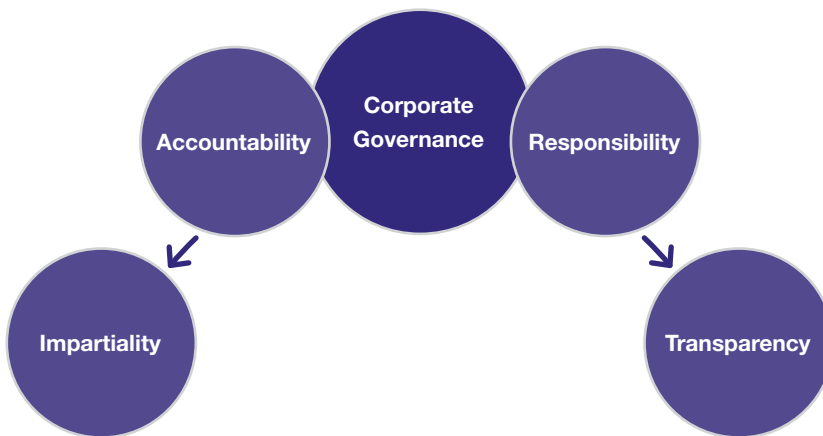 Corporate
Governance
Accountability
Responsibility
Impartiality
Transparency